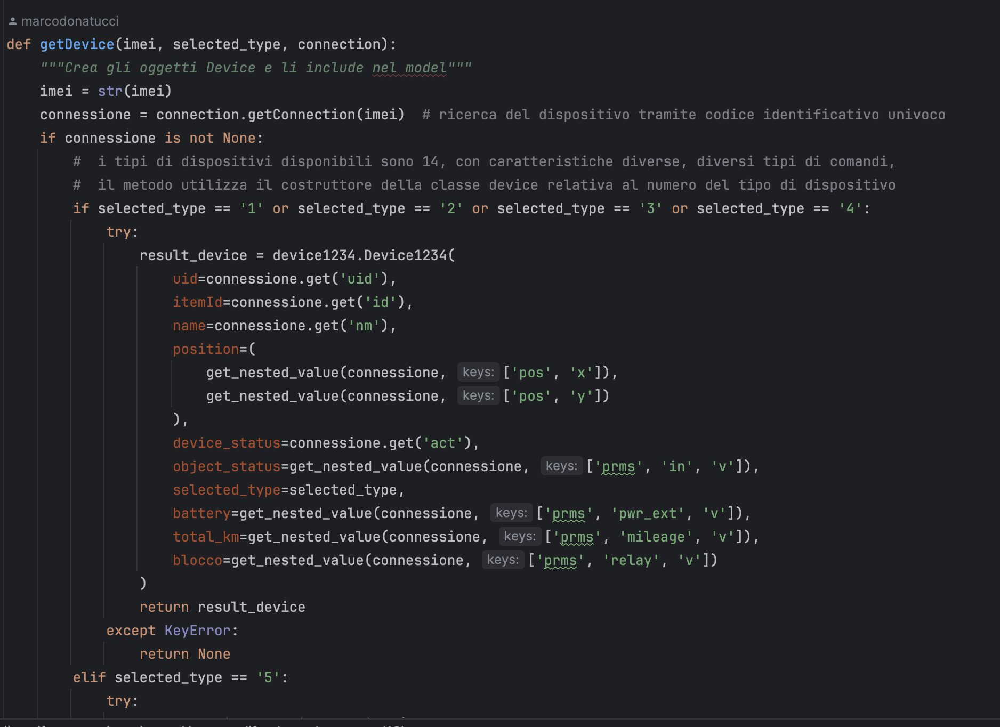 marcodonatucci
def getDevice(imei, selected_type, connection):
"""Crea gli oggetti Device e li include nel model"""
imei = str(imei)
connessione = connection.getConnection(imei)  # ricerca del dispositivo tramite codice identificativo univoco
if connessione is not None:
#  i tipi di dispositivi disponibili sono 14, con caratteristiche diverse, diversi tipi di comandi,
#  il metodo utilizza il costruttore della classe device relativa al numero del tipo di dispositivo
if selected_type == '1' or selected_type == '2' or selected_type == '3' or selected_type == '4':
try:
result_device = device1234.Device1234(
uid=connessione.get('uid'),
itemId=connessione.get('id'),
name=connessione.get('nm'),
position=(
get_nested_value(connessione, keys: ['pos', 'x']),
get_nested_value(connessione, keys: ['pos', 'y'])
),
device_status=connessione.get('act'),
object_status=get_nested_value(connessione, keys: ['prms', 'in', 'v']),
selected_type=selected_type,
battery=get_nested_value(connessione, keys: ['prms', 'pwr_ext', 'v']),
total_km=get_nested_value(connessione, keys: ['prms', 'mileage', 'v']),
blocco=get_nested_value(connessione, keys: ['prms', 'relay', 'v'])
)
return result_device
except KeyError:
return None
elif selected_type == '5':
try: